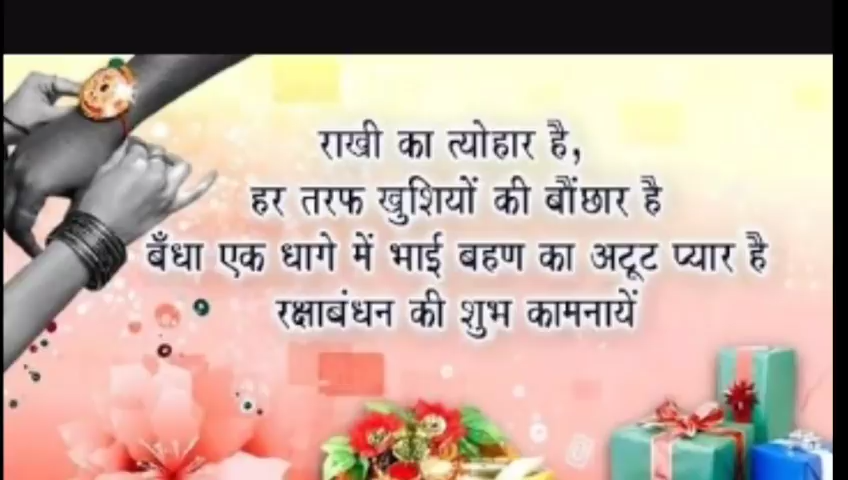 राखी का त्योहार है,
हर तरफ खुशियों की बौंछार है
बँधा एक धागे में भाई बहण का अटूट प्यार है
रक्षाबंधन की शुभ कामनायें